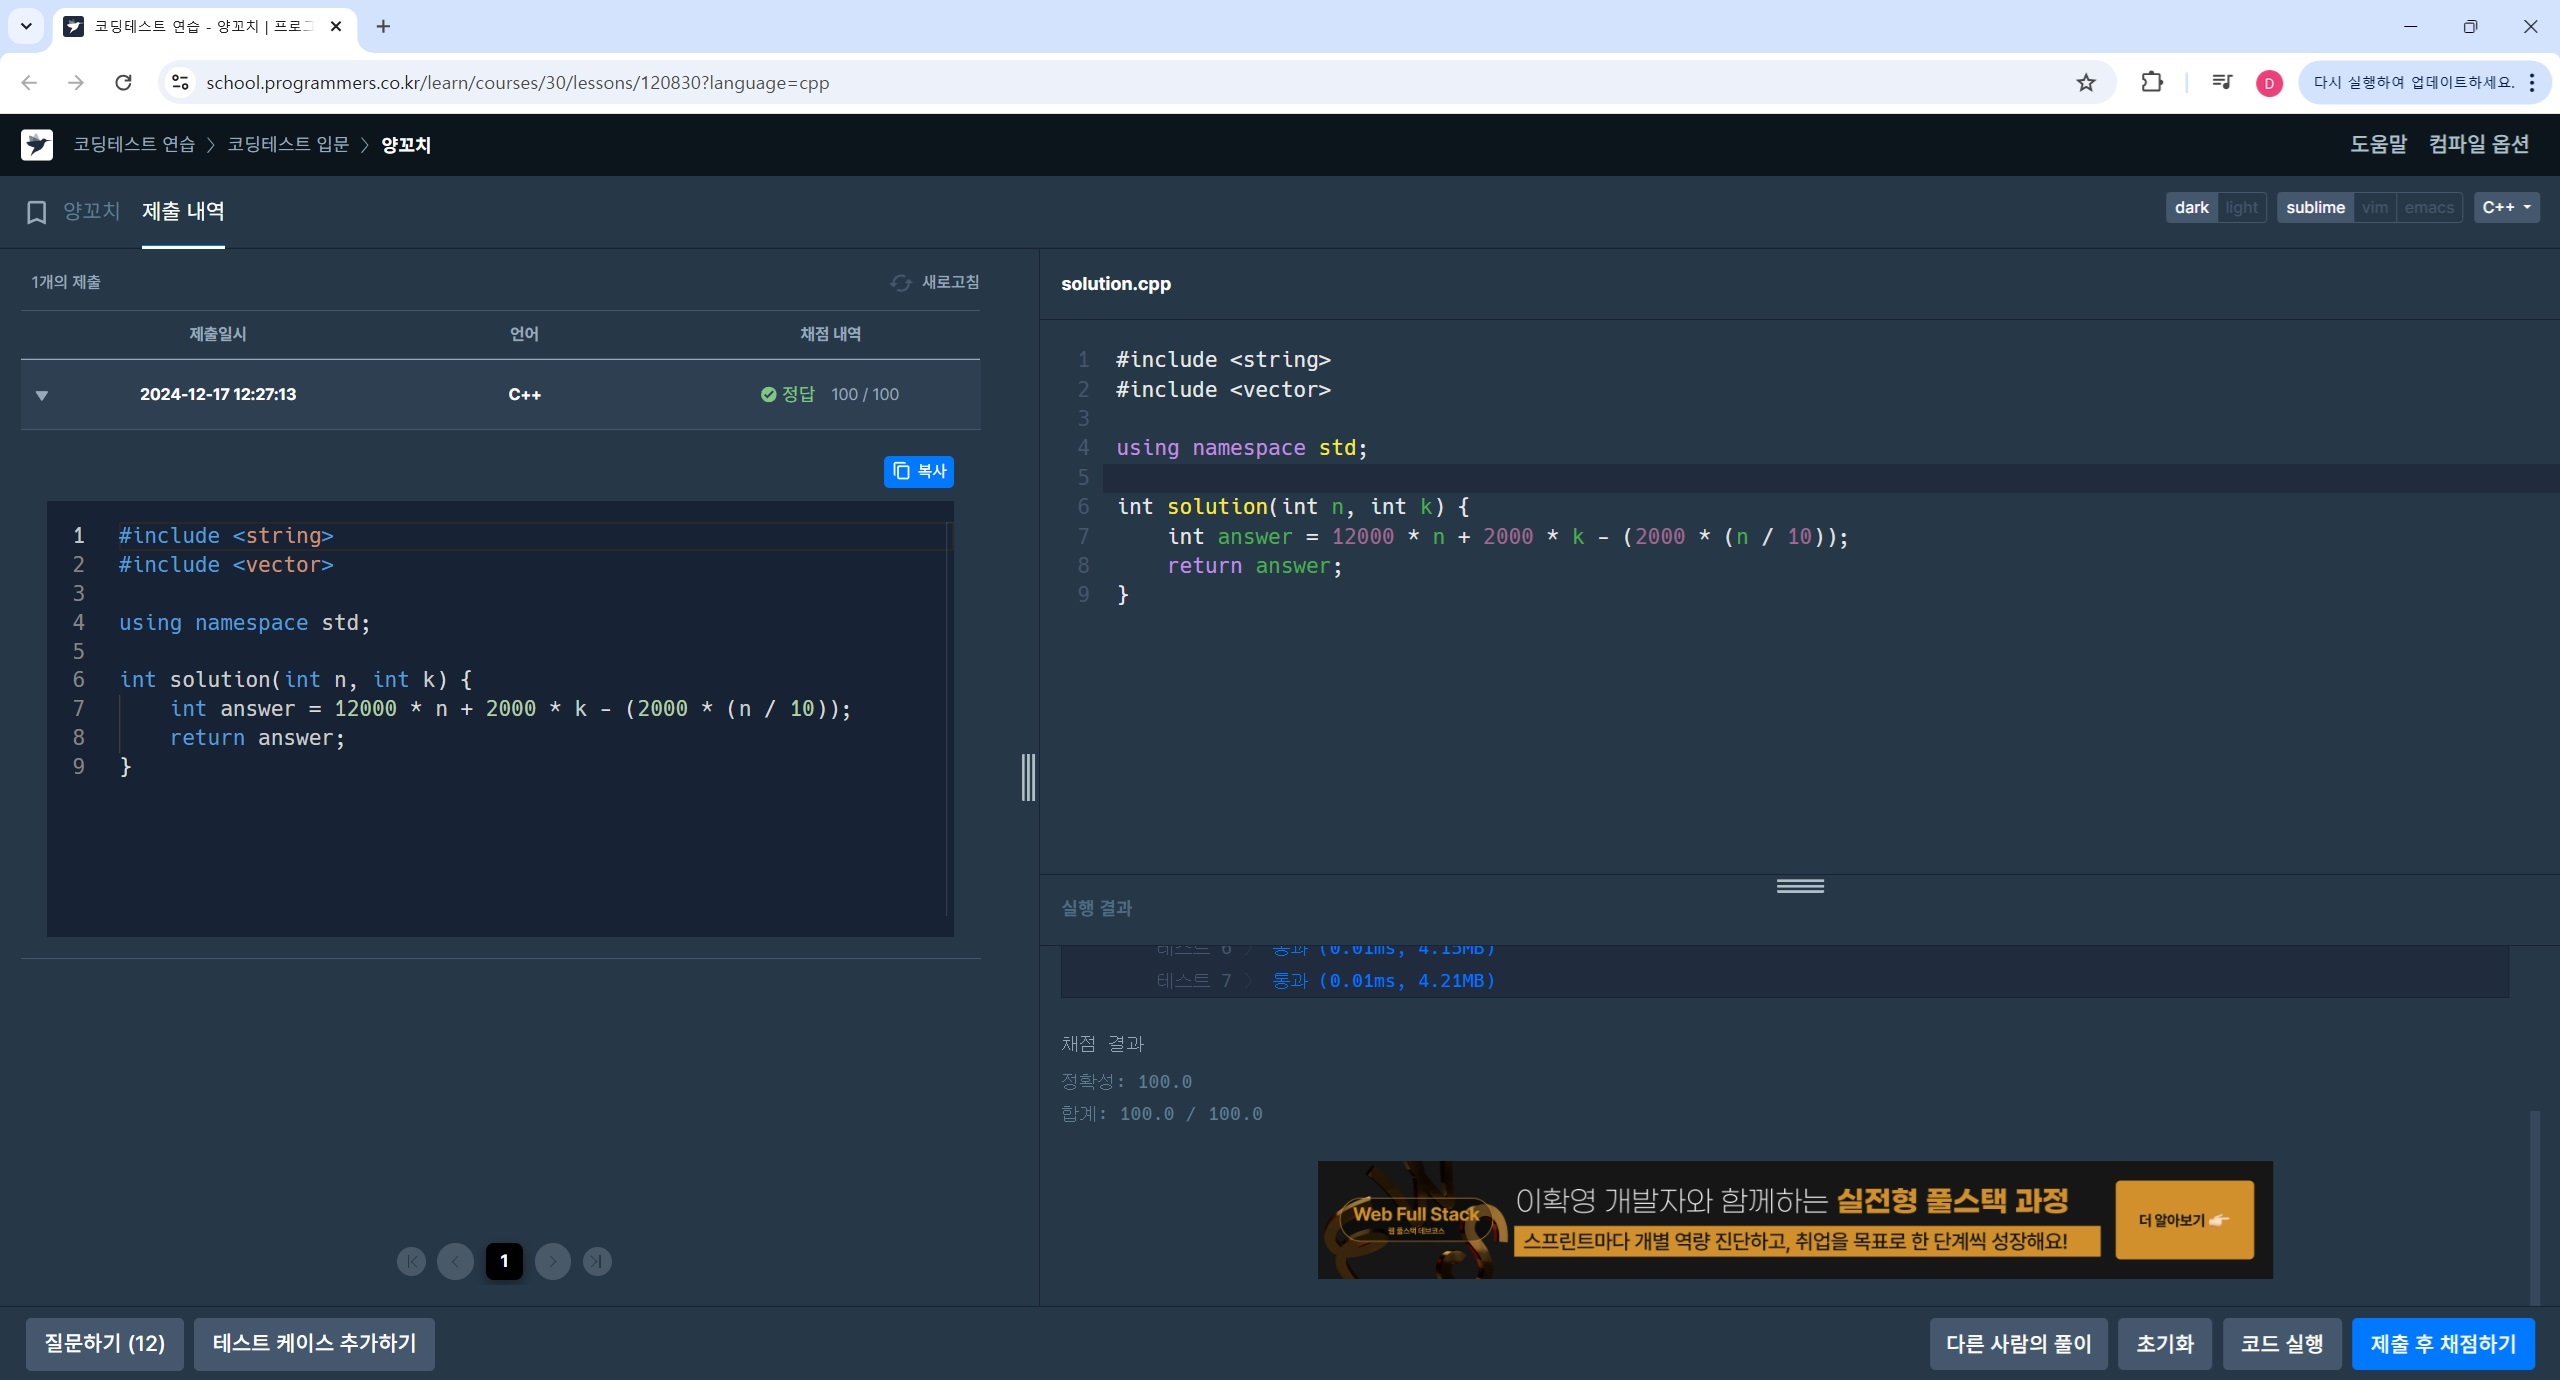 코딩테스트 연습 - 양꼬치 | 프로그
school.programmers.co.kr/learn/courses/30/lessons/120830?language=cpp
D
다시 실행하여 업데이트하세요.
코딩테스트 연습 > 코딩테스트 입문 > 양꼬치
도움말 컴파일 옵션
양꼬치 제출 내역
dark light sublime vim emacs C++
1개의 제출
새로고침
제출일시 언어 채점 내역
2024-12-17 12:27:13 C++ 정답 100 / 100
복사
1 #include <string>
2 #include <vector>
3
4 using namespace std;
5
6 int solution(int n, int k) {
7 int answer = 12000 * n + 2000 * k - (2000 * (n / 10));
8 return answer;
9 }
1
질문하기 (12) 테스트 케이스 추가하기
solution.cpp
1 #include <string>
2 #include <vector>
3
4 using namespace std;
5
6 int solution(int n, int k) {
7 int answer = 12000 * n + 2000 * k - (2000 * (n / 10));
8 return answer;
9 }
실행 결과
테스트 6 > 통과 (0.01ms, 4.15MB)
테스트 7 > 통과 (0.01ms, 4.21MB)
채점 결과
정확성: 100.0
합계: 100.0 / 100.0
Web Full Stack
웹 풀스택 데브코스
이확영 개발자와 함께하는 실전형 풀스택 과정
스프린트마다 개별 역량 진단하고, 취업을 목표로 한 단계씩 성장해요!
더 알아보기
다른 사람의 풀이 초기화 코드 실행 제출 후 채점하기